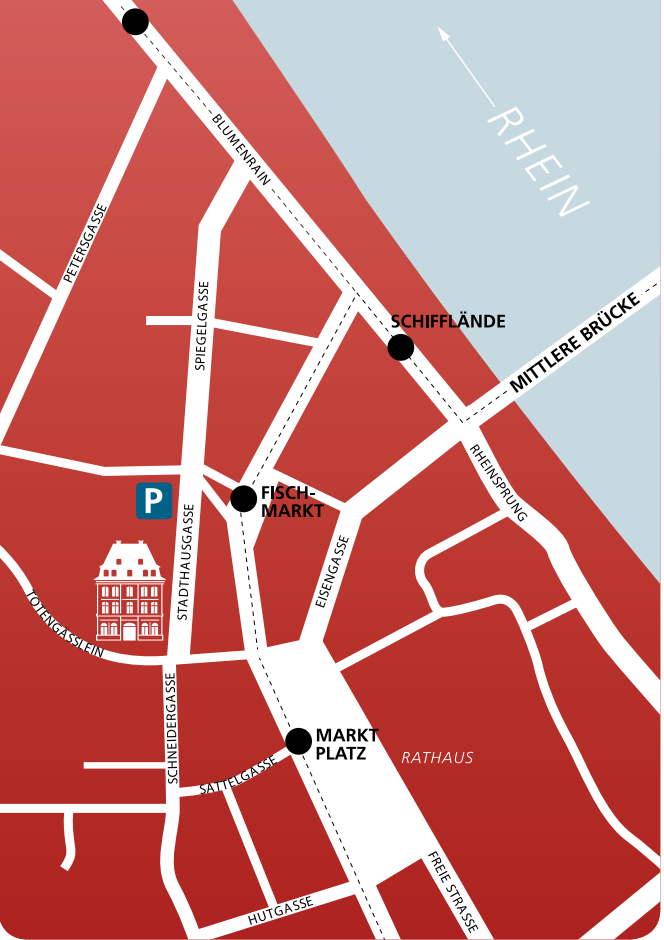 BLUMENRAIN
RHEIN
PETERSGASSE
SPIEGELGASSE
SCHIFFLÄNDE
MITTLERE BRÜCKE
RHEINSPRUNG
P
FISCH-
MARKT
STADTHAUSGASSE
EISENGASSE
TOTENGÄSSLEIN
SCHNEIDERGASSE
MARKT
PLATZ
RATHAUS
SATTELGASSE
FREIE STRASSE
HUTGASSE